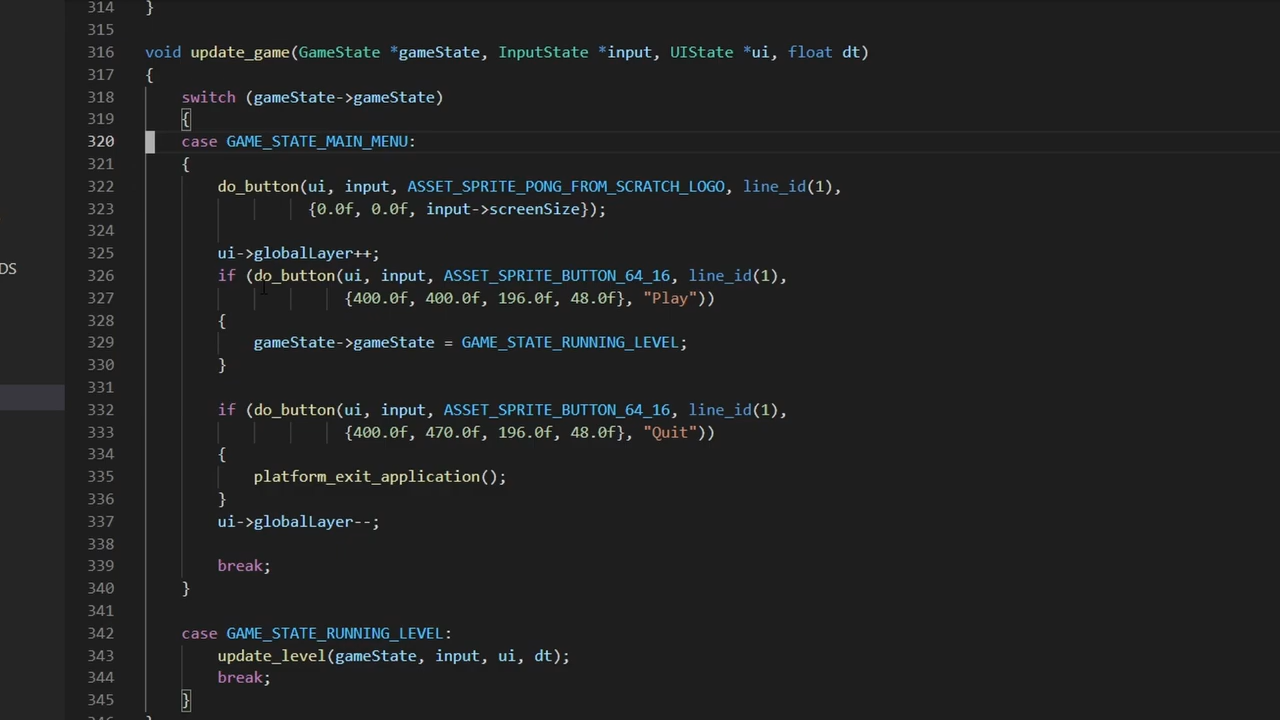 314 }
315
316 void update_game(GameState *gameState, InputState *input, UIState *ui, float dt)
317 {
318 switch (gameState->gameState)
319 {
320 case GAME_STATE_MAIN_MENU:
321 {
322 do_button(ui, input, ASSET_SPRITE_PONG_FROM_SCRATCH_LOGO, line_id(1),
323 {0.0f, 0.0f, input->screenSize});
324
325 ui->globalLayer++;
DS
326 if (do_button(ui, input, ASSET_SPRITE_BUTTON_64_16, line_id(1),
327 {400.0f, 400.0f, 196.0f, 48.0f}, "Play"))
328 {
329 gameState->gameState = GAME_STATE_RUNNING_LEVEL;
330 }
331
332 if (do_button(ui, input, ASSET_SPRITE_BUTTON_64_16, line_id(1),
333 {400.0f, 470.0f, 196.0f, 48.0f}, "Quit"))
334 {
335 platform_exit_application();
336 }
337 ui->globalLayer--;
338
339 break;
340 }
341
342 case GAME_STATE_RUNNING_LEVEL:
343 update_level(gameState, input, ui, dt);
344 break;
345 }